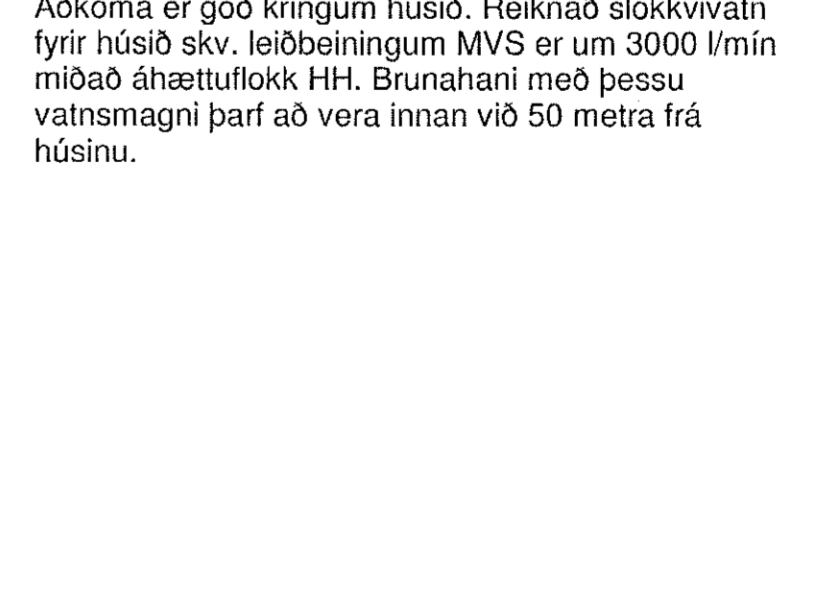 Aðkoma er góð kringum húsið. Reiknað slökkvivatn
fyrir húsið skv. leiðbeiningum MVS er um 3000 l/mín
miðað áhættuflokk HH. Brunahani með þessu
vatnsmagni þarf að vera innan við 50 metra frá
húsinu.